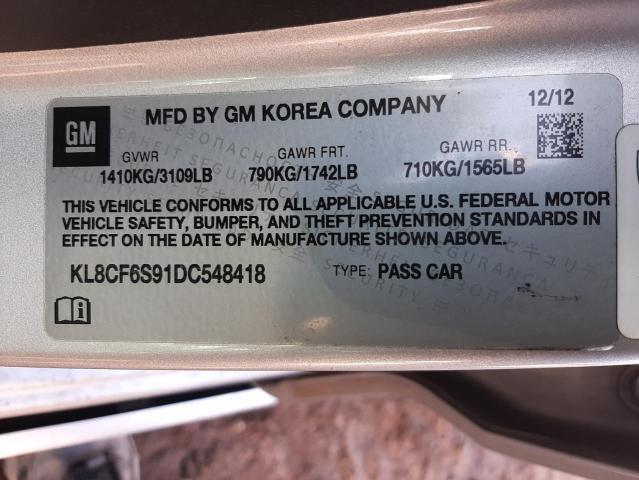 GM
MFD BY GM KOREA COMPANY 12/12
GVWR GAWR FRT. GAWR RR.
1410KG/3109LB 790KG/1742LB 710KG/1565LB
THIS VEHICLE CONFORMS TO ALL APPLICABLE U.S. FEDERAL MOTOR
VEHICLE SAFETY, BUMPER, AND THEFT PREVENTION STANDARDS IN
EFFECT ON THE DATE OF MANUFACTURE SHOWN ABOVE.
KL8CF6S91DC548418 TYPE: PASS CAR